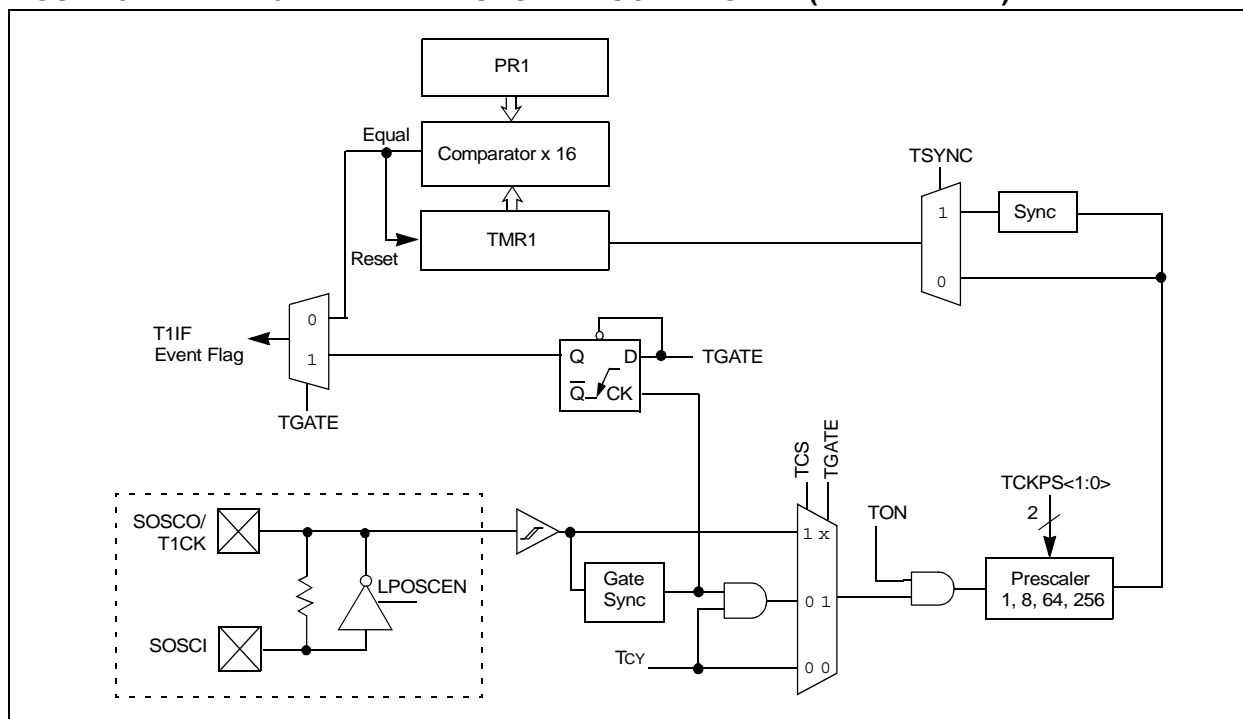 PR1
Equal
Comparator x 16
TSYNC
1
Sync
TMR1
Reset
0
0
T1IF
Event Flag
1
Q
D
TGATE
Q
CK
TGATE
TCS
TGATE
TCKPS<1:0>
2
SOSCO/
T1CK
TON
1 x
LPOSCEN
Gate
Sync
0 1
Prescaler
1, 8, 64, 256
SOSCI
TCY
0 0